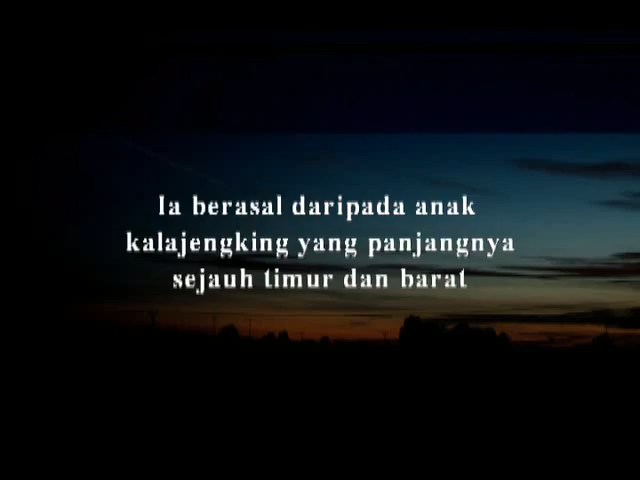 Ia berasal daripada anak
kalajengking yang panjangnya
sejauh timur dan barat